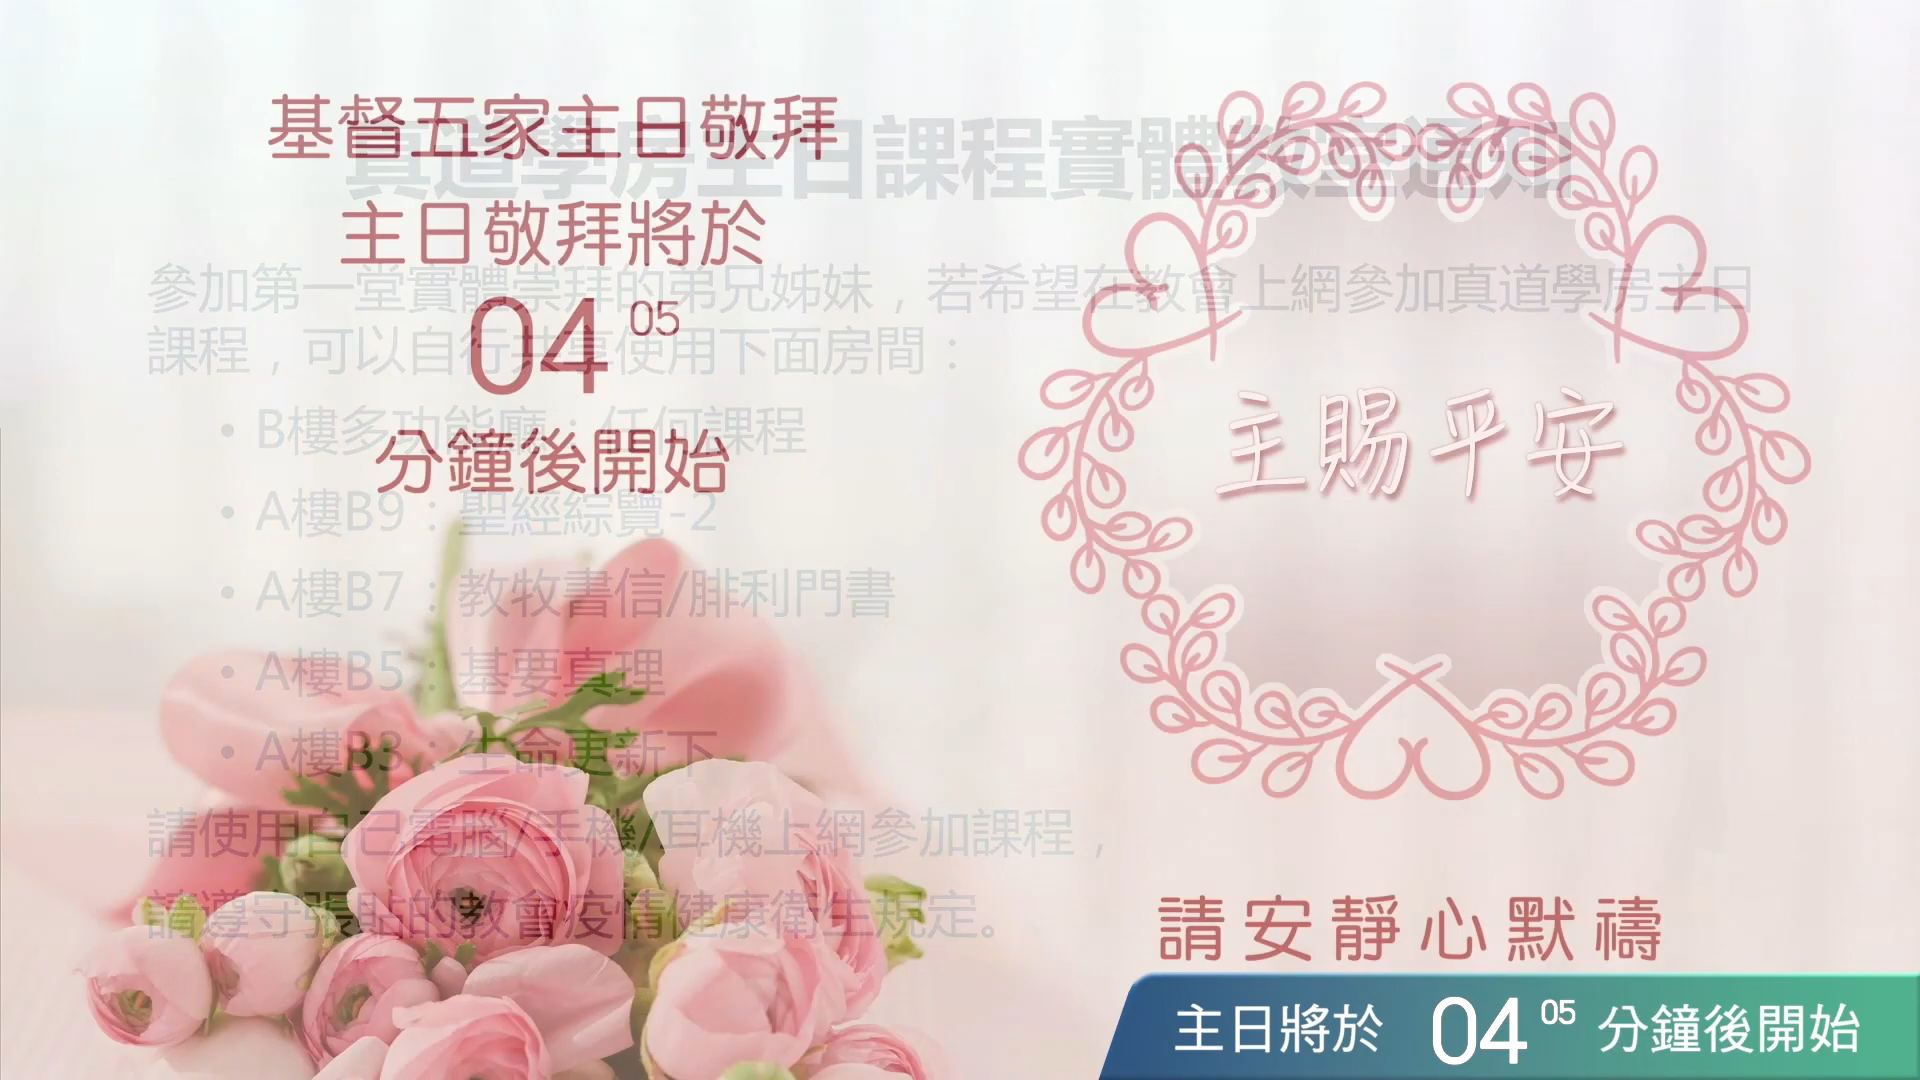 基督五家主日敬拜
主日敬拜將於
04 05
分鐘後開始
真道學房主日課程實體教室通知
參加第一堂實體崇拜的弟兄姊妹，若希望在教會上網參加真道學房主日
課程，可以自行共享使用下面房間：
• B樓多功能廳：任何課程
• A樓B9：聖經綜覽-2
• A樓B7：教牧書信/腓利門書
• A樓B5：基要真理
• A樓B3：生命更新下
請使用自己電腦/手機/耳機上網參加課程，
請遵守張貼的教會疫情健康衛生規定。
主賜平安
請安靜心默禱
主日將於 04 05 分鐘後開始